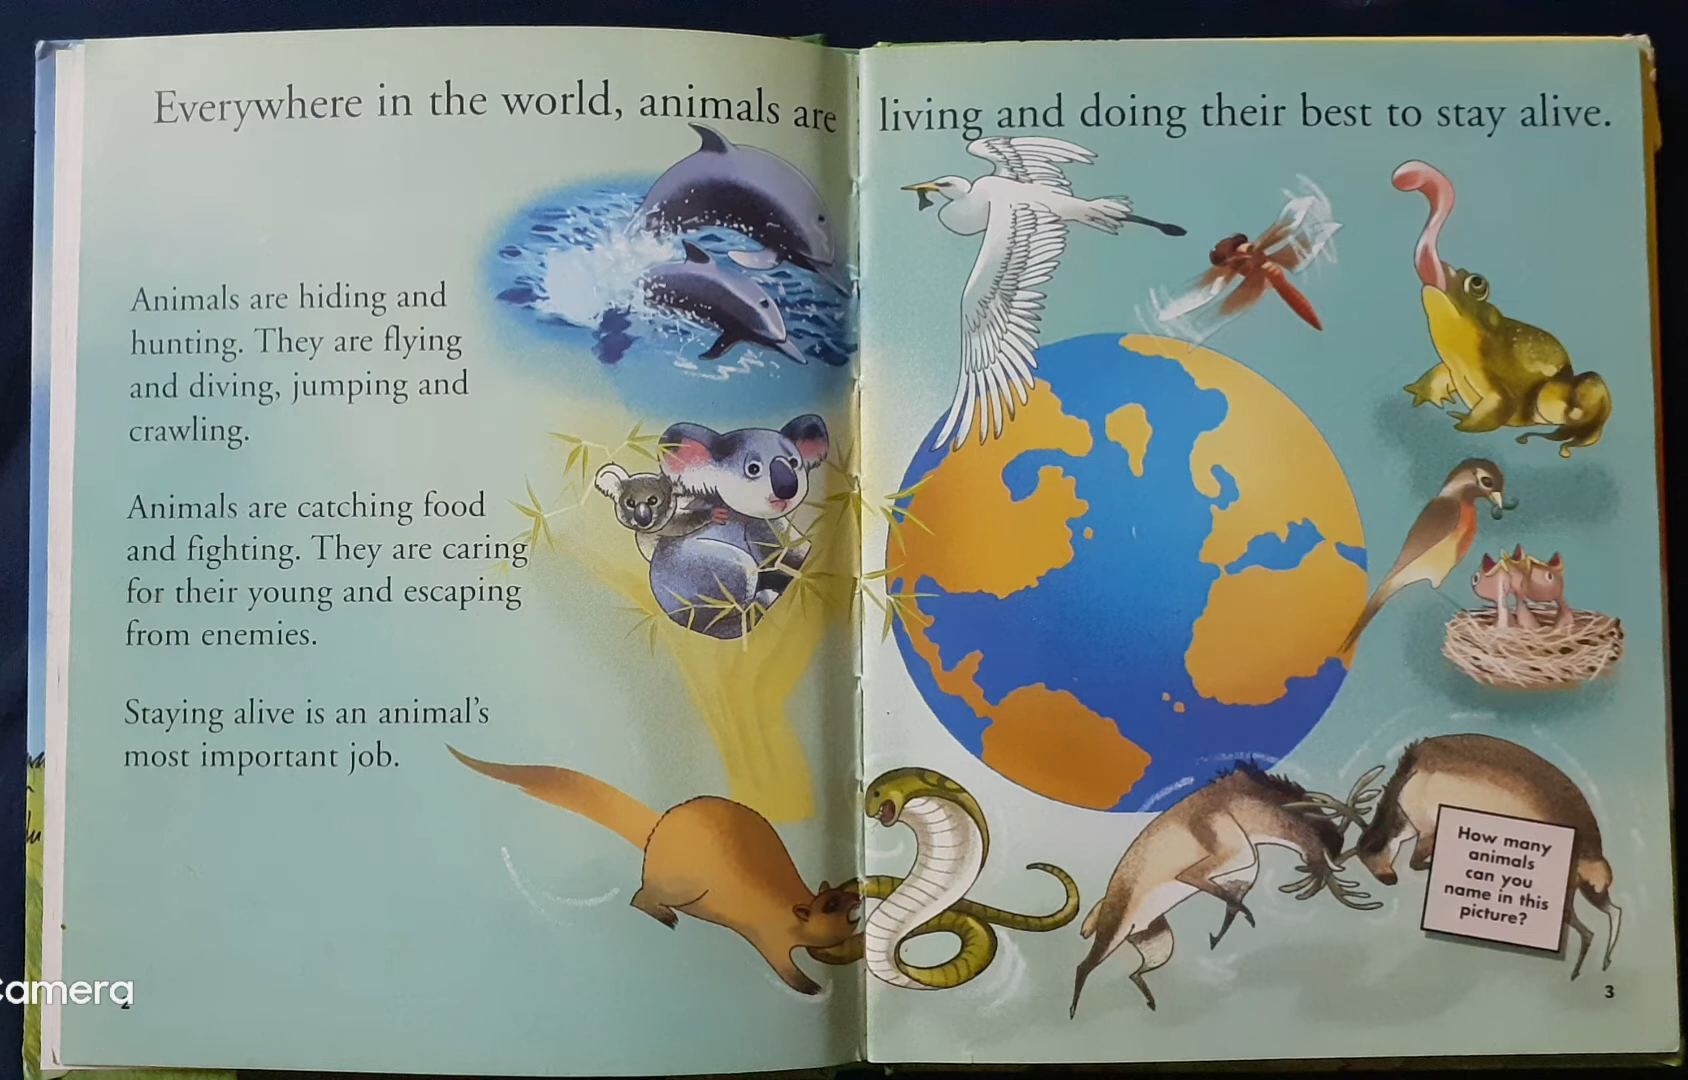 Everywhere in the world, animals are living and doing their best to stay alive.
Animals are hiding and
hunting. They are flying
and diving, jumping and
crawling.
Animals are catching food
and fighting. They are caring
for their young and escaping
from enemies.
Staying alive is an animal's
most important job.
How many
animals
can you
name in this
picture?
Camera
2
3